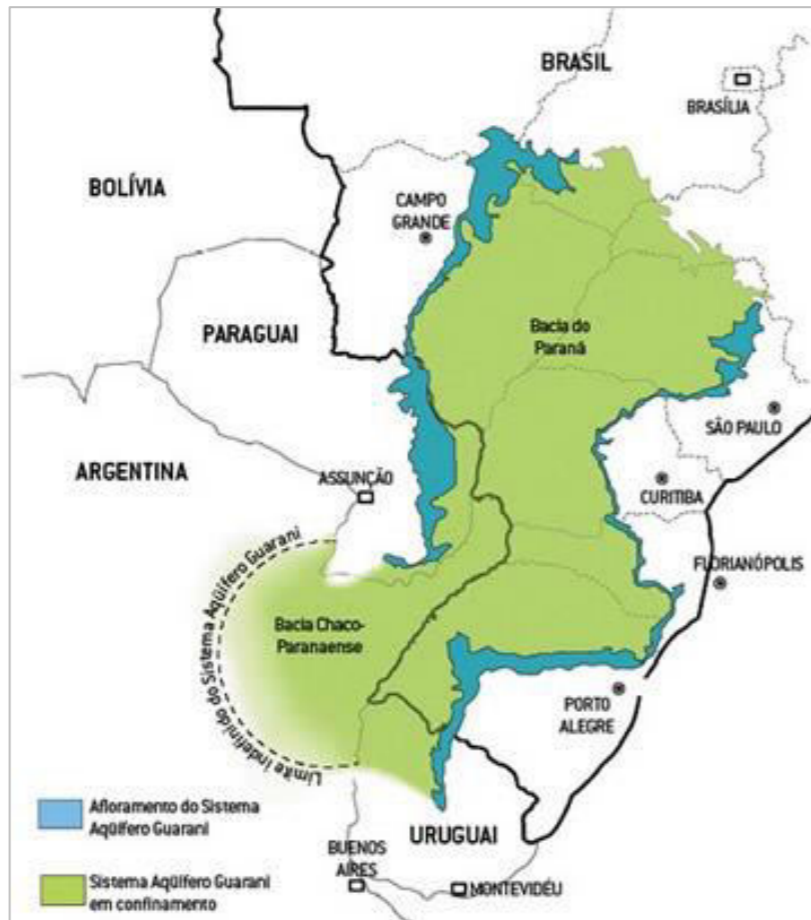 BRASIL
BRASÍLIA
BOLÍVIA
CAMPO
GRANDE
PARAGUAI
Bacia do
Paraná
SÃO PAULO
ARGENTINA
ASSUNÇÃO
CURITIBA
FLORIANÓPOLIS
Limite indefinido do Sistema Aqüífero Guarani
Bacia Chaco-
Paranaense
PORTO
ALEGRE
Afloramento do Sistema
Aqüífero Guarani
URUGUAI
BUENOS
AIRES
MONTEVIDÉU
Sistema Aqüífero Guarani
em confinamento